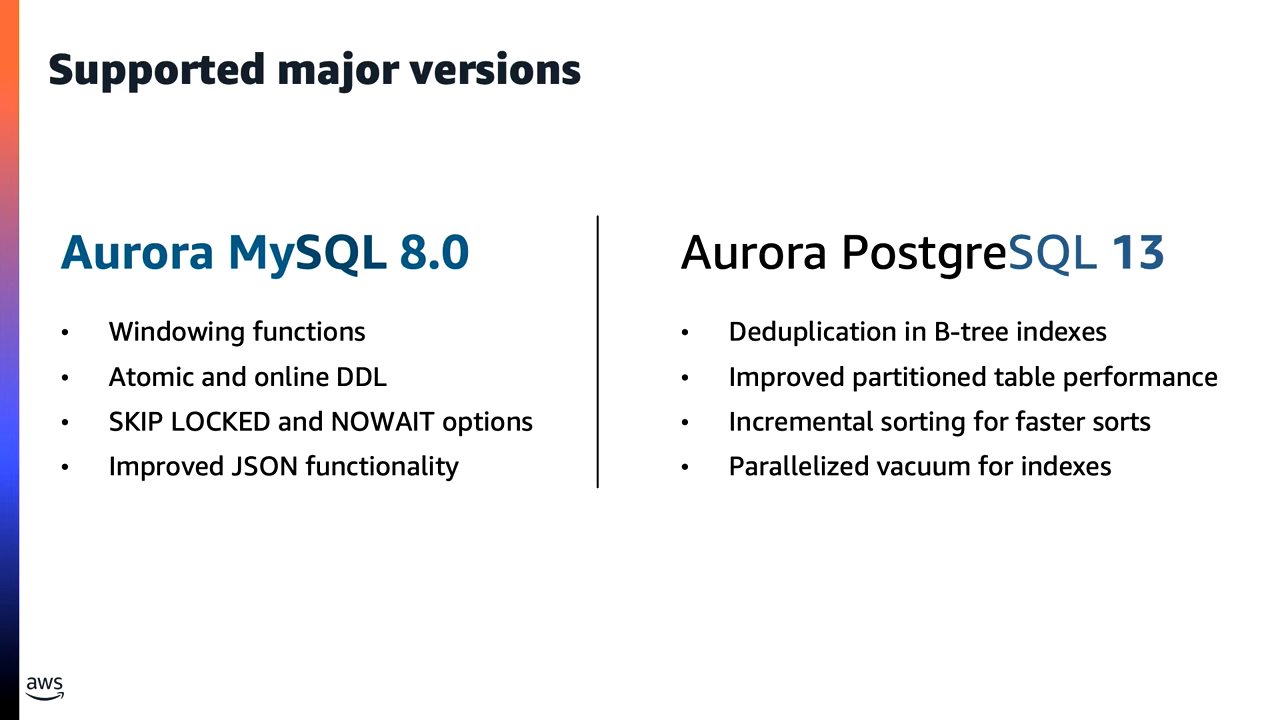 Supported major versions
Aurora MySQL 8.0
• Windowing functions
• Atomic and online DDL
• SKIP LOCKED and NOWAIT options
• Improved JSON functionality
Aurora PostgreSQL 13
• Deduplication in B-tree indexes
• Improved partitioned table performance
• Incremental sorting for faster sorts
• Parallelized vacuum for indexes
aws